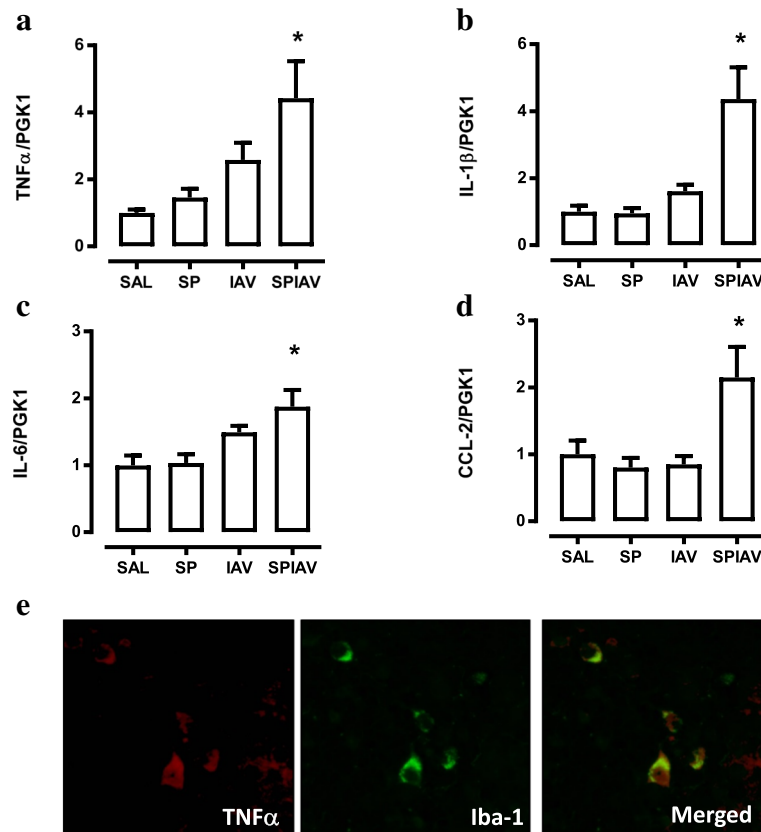 a
TNFα/PGK1
6
4
2
0
*
SAL SP IAV SPIAV
b
IL-1β/PGK1
6
4
2
0
*
SAL SP IAV SPIAV
c
IL-6/PGK1
3
2
1
0
*
SAL SP IAV SPIAV
d
CCL-2/PGK1
3
2
1
0
*
SAL SP IAV SPIAV
e
TNFα
Iba-1
Merged